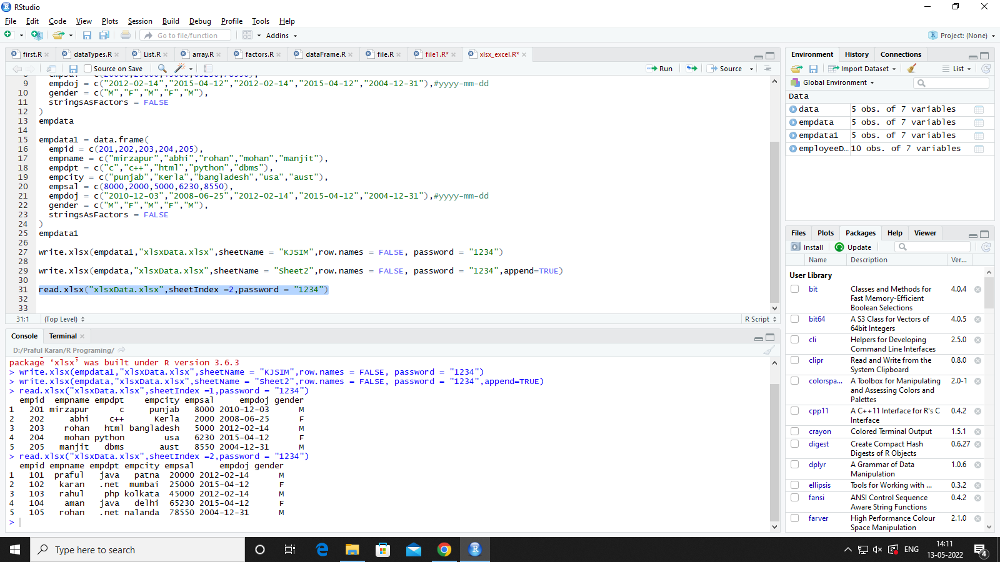 RStudio
File Edit Code View Plots Session Build Debug Profile Tools Help
Go to file/function Addins Project: (None)
first.R dataTypes.R List.R array.R factors.R dataFrame.R file.R file1.R* xlsx_excel.R*
Source on Save Run Source
9 empdoj = c("2012-02-14","2015-04-12","2012-02-14","2015-04-12","2004-12-31"),#yyyy-mm-dd
10 gender = c("M","F","M","F","M"),
11 stringsAsFactors = FALSE
12 )
13 empdata
14
15 empdata1 = data.frame(
16 empid = c(201,202,203,204,205),
17 empname = c("mirzapur","abhi","rohan","mohan","manjit"),
18 empdpt = c("c","c++","html","python","dbms"),
19 empcity = c("punjab","Kerla","bangladesh","usa","aust"),
20 empsal = c(8000,2000,5000,6230,8550),
21 empdoj = c("2010-12-03","2008-06-25","2012-02-14","2015-04-12","2004-12-31"),#yyyy-mm-dd
22 gender = c("M","F","M","F","M"),
23 stringsAsFactors = FALSE
24 )
25 empdata1
26
27 write.xlsx(empdata1,"xlsxData.xlsx",sheetName = "KJSIM",row.names = FALSE, password = "1234")
28
29 write.xlsx(empdata,"xlsxData.xlsx",sheetName = "Sheet2",row.names = FALSE, password = "1234",append=TRUE)
30
31 read.xlsx("xlsxData.xlsx",sheetIndex =2,password = "1234")
32
33
31:1 (Top Level) R Script
Console Terminal
D:/Praful Karan/R Programing/
package ‘xlsx’ was built under R version 3.6.3
> write.xlsx(empdata1,"xlsxData.xlsx",sheetName = "KJSIM",row.names = FALSE, password = "1234")
> write.xlsx(empdata,"xlsxData.xlsx",sheetName = "Sheet2",row.names = FALSE, password = "1234",append=TRUE)
> read.xlsx("xlsxData.xlsx",sheetIndex =1,password = "1234")
empid empname empdpt empcity empsal empdoj gender
1 201 mirzapur c punjab 8000 2010-12-03 M
2 202 abhi c++ Kerla 2000 2008-06-25 F
3 203 rohan html bangladesh 5000 2012-02-14 M
4 204 mohan python usa 6230 2015-04-12 F
5 205 manjit dbms aust 8550 2004-12-31 M
> read.xlsx("xlsxData.xlsx",sheetIndex =2,password = "1234")
empid empname empdpt empcity empsal empdoj gender
1 101 praful java patna 20000 2012-02-14 M
2 102 karan .net mumbai 25000 2015-04-12 F
3 103 rahul php kolkata 45000 2012-02-14 M
4 104 aman java delhi 65230 2015-04-12 F
5 105 rohan .net nalanda 78550 2004-12-31 M
>
Environment History Connections
Import Dataset List
Global Environment
Data
data 5 obs. of 7 variables
empdata 5 obs. of 7 variables
empdata1 5 obs. of 7 variables
employeeD… 10 obs. of 7 variables
Files Plots Packages Help Viewer
Install Update
Name Description Ver...
User Library
bit Classes and Methods for 4.0.4
Fast Memory-Efficient
Boolean Selections
bit64 A S3 Class for Vectors of 4.0.5
64bit Integers
cli Helpers for Developing 2.5.0
Command Line Interfaces
clipr Read and Write from the 0.8.0
System Clipboard
colorspa... A Toolbox for Manipulating 2.0-1
and Assessing Colors and
Palettes
cpp11 A C++11 Interface for R's C 0.4.2
Interface
crayon Colored Terminal Output 1.5.1
digest Create Compact Hash 0.6.27
Digests of R Objects
dplyr A Grammar of Data 1.0.6
Manipulation
ellipsis Tools for Working with ... 0.3.2
fansi ANSI Control Sequence 0.4.2
Aware String Functions
farver High Performance Colour 2.1.0
Space Manipulation
Type here to search
ENG
14:11
13-05-2022
4